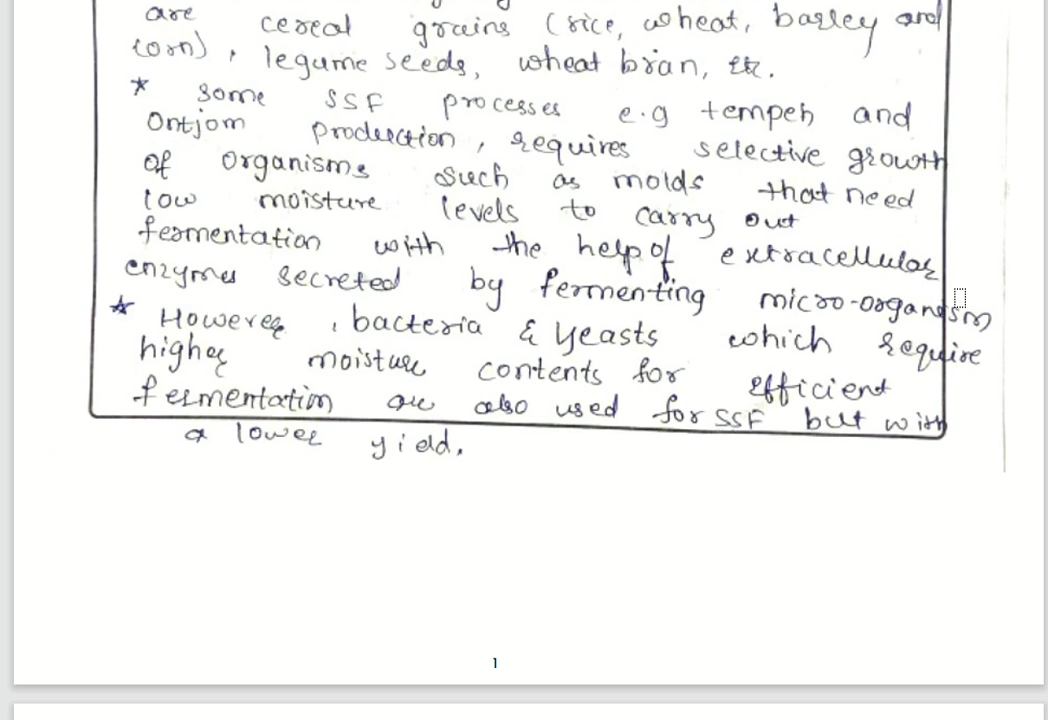 are cereal grains (rice, wheat, barley and
corn), legume seeds, wheat bran, etc.
* Some SSF processes e.g tempeh and
Ontjom production, requires selective growth
of organisms such as molds that need
low moisture levels to carry out
fermentation with the help of extracellular
enzymes secreted by fermenting micro-organism
* However, bacteria & yeasts which require
higher moisture contents for efficient
fermentation are also used for SSF but with
a lower yield.
1